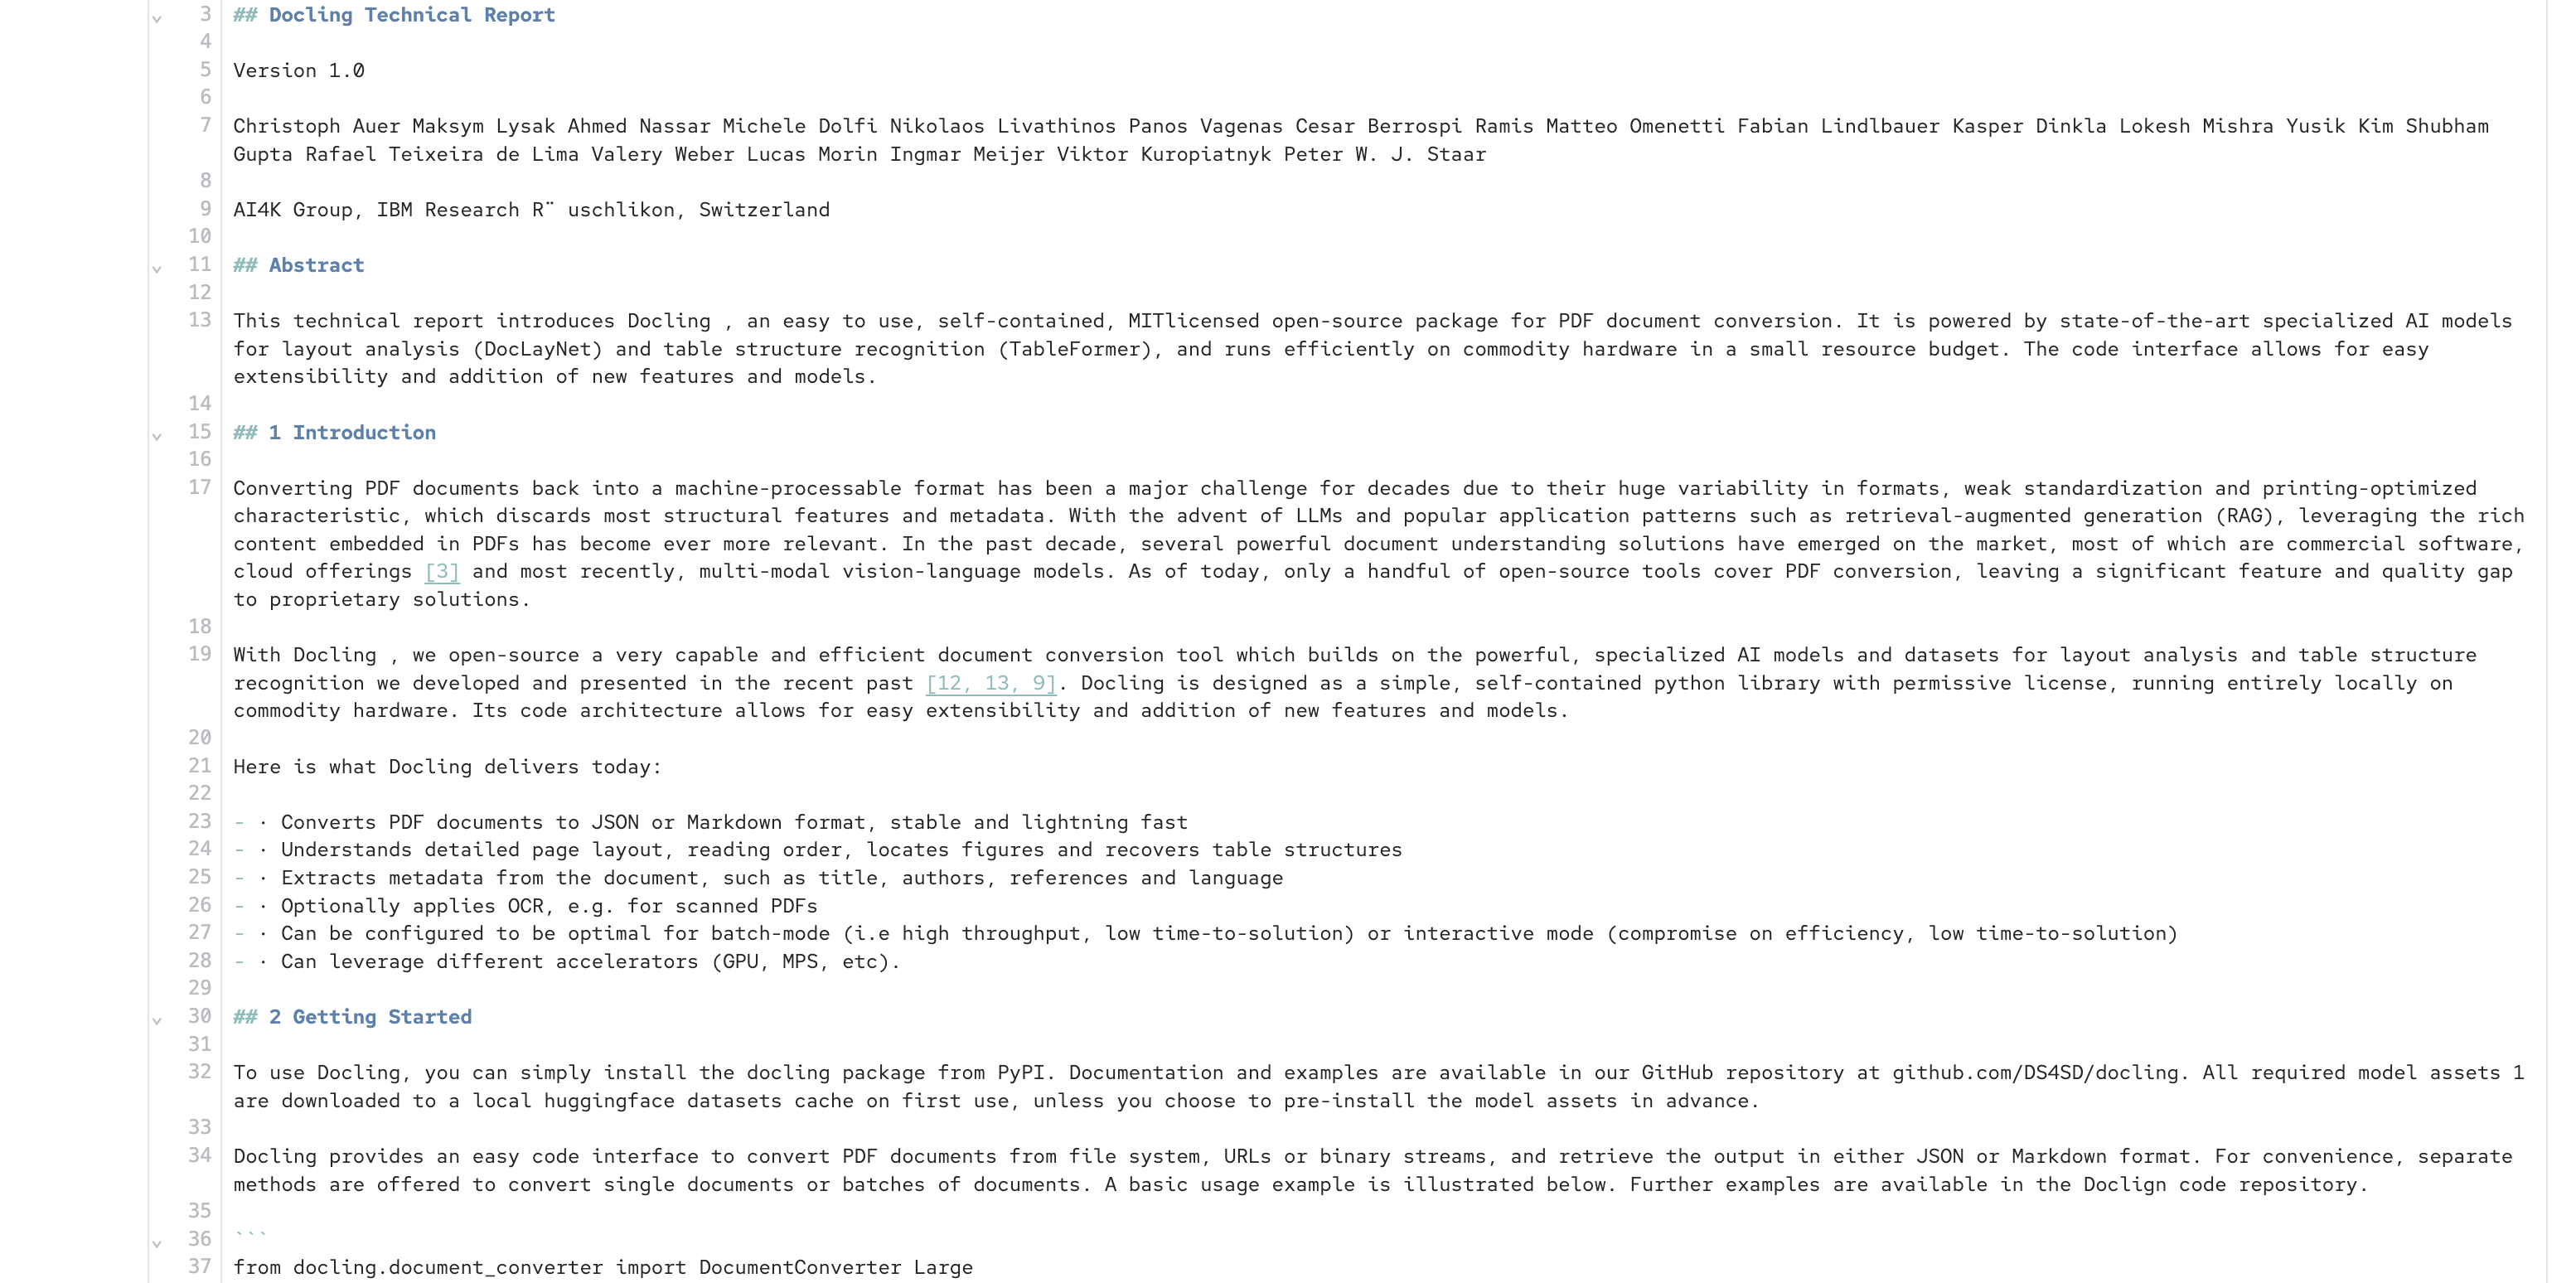 3 ## Docling Technical Report
4
5 Version 1.0
6
7 Christoph Auer Maksym Lysak Ahmed Nassar Michele Dolfi Nikolaos Livathinos Panos Vagenas Cesar Berrospi Ramis Matteo Omenetti Fabian Lindlbauer Kasper Dinkla Lokesh Mishra Yusik Kim Shubham
Gupta Rafael Teixeira de Lima Valery Weber Lucas Morin Ingmar Meijer Viktor Kuropiatnyk Peter W. J. Staar
8
9 AI4K Group, IBM Research R¨ uschlikon, Switzerland
10
11 ## Abstract
12
13 This technical report introduces Docling , an easy to use, self-contained, MITlicensed open-source package for PDF document conversion. It is powered by state-of-the-art specialized AI models
for layout analysis (DocLayNet) and table structure recognition (TableFormer), and runs efficiently on commodity hardware in a small resource budget. The code interface allows for easy
extensibility and addition of new features and models.
14
15 ## 1 Introduction
16
17 Converting PDF documents back into a machine-processable format has been a major challenge for decades due to their huge variability in formats, weak standardization and printing-optimized
characteristic, which discards most structural features and metadata. With the advent of LLMs and popular application patterns such as retrieval-augmented generation (RAG), leveraging the rich
content embedded in PDFs has become ever more relevant. In the past decade, several powerful document understanding solutions have emerged on the market, most of which are commercial software,
cloud offerings [3] and most recently, multi-modal vision-language models. As of today, only a handful of open-source tools cover PDF conversion, leaving a significant feature and quality gap
to proprietary solutions.
18
19 With Docling , we open-source a very capable and efficient document conversion tool which builds on the powerful, specialized AI models and datasets for layout analysis and table structure
recognition we developed and presented in the recent past [12, 13, 9]. Docling is designed as a simple, self-contained python library with permissive license, running entirely locally on
commodity hardware. Its code architecture allows for easy extensibility and addition of new features and models.
20
21 Here is what Docling delivers today:
22
23 - · Converts PDF documents to JSON or Markdown format, stable and lightning fast
24 - · Understands detailed page layout, reading order, locates figures and recovers table structures
25 - · Extracts metadata from the document, such as title, authors, references and language
26 - · Optionally applies OCR, e.g. for scanned PDFs
27 - · Can be configured to be optimal for batch-mode (i.e high throughput, low time-to-solution) or interactive mode (compromise on efficiency, low time-to-solution)
28 - · Can leverage different accelerators (GPU, MPS, etc).
29
30 ## 2 Getting Started
31
32 To use Docling, you can simply install the docling package from PyPI. Documentation and examples are available in our GitHub repository at github.com/DS4SD/docling. All required model assets 1
are downloaded to a local huggingface datasets cache on first use, unless you choose to pre-install the model assets in advance.
33
34 Docling provides an easy code interface to convert PDF documents from file system, URLs or binary streams, and retrieve the output in either JSON or Markdown format. For convenience, separate
methods are offered to convert single documents or batches of documents. A basic usage example is illustrated below. Further examples are available in the Doclign code repository.
35
36 ```
37 from docling.document_converter import DocumentConverter Large